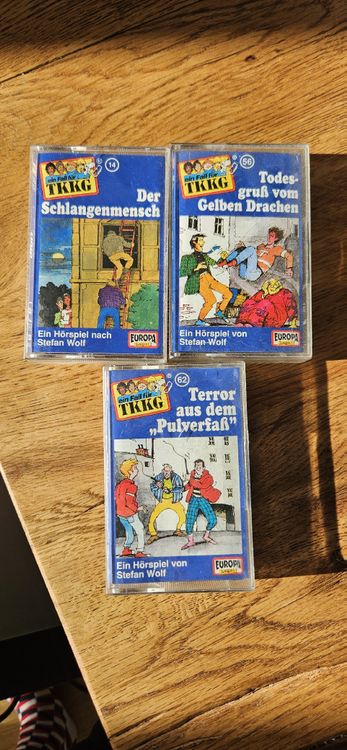 ein Fall für
TKKG
14
Der
Schlangenmensch
Ein Hörspiel nach
Stefan Wolf
EUROPA
ein Fall für
TKKG
56
Todes-
gruß vom
Gelben Drachen
Ein Hörspiel von
Stefan Wolf
EUROPA
ein Fall für
TKKG
62
Terror
aus dem
„Pulverfaß”
Ein Hörspiel von
Stefan Wolf
EUROPA